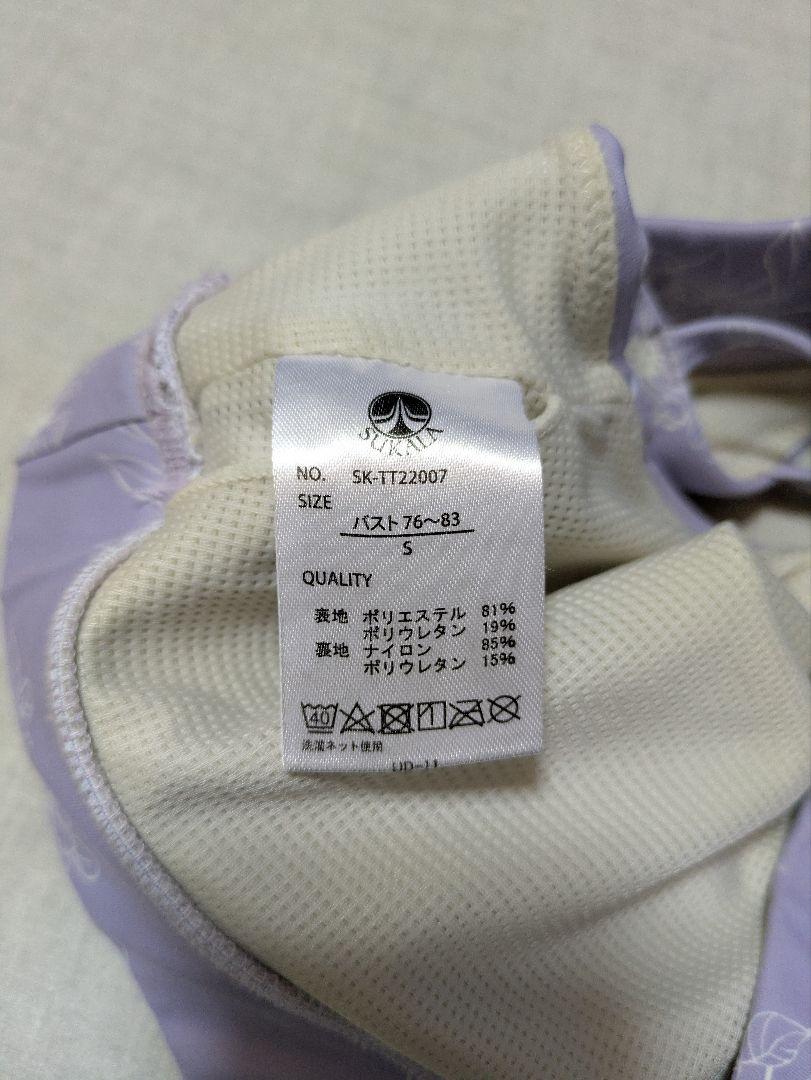 SUKALA
NO. SK-TT22007
SIZE
バスト76～83
S
QUALITY
表地 ポリエステル 81%
ポリウレタン 19%
裏地 ナイロン 85%
ポリウレタン 15%
40
洗濯ネット使用